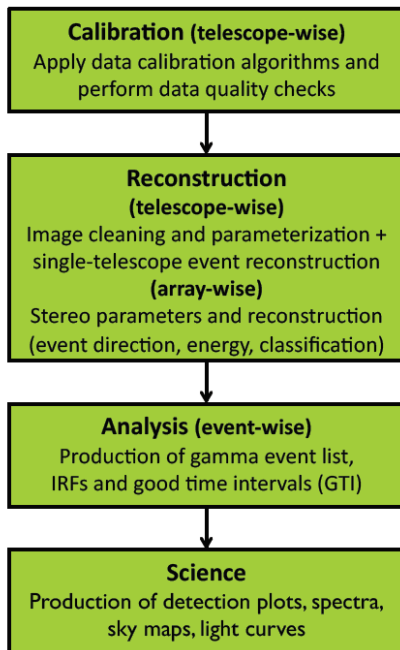 Calibration (telescope-wise)
Apply data calibration algorithms and
perform data quality checks
Reconstruction
(telescope-wise)
Image cleaning and parameterization +
single-telescope event reconstruction
(array-wise)
Stereo parameters and reconstruction
(event direction, energy, classification)
Analysis (event-wise)
Production of gamma event list,
IRFs and good time intervals (GTI)
Science
Production of detection plots, spectra,
sky maps, light curves